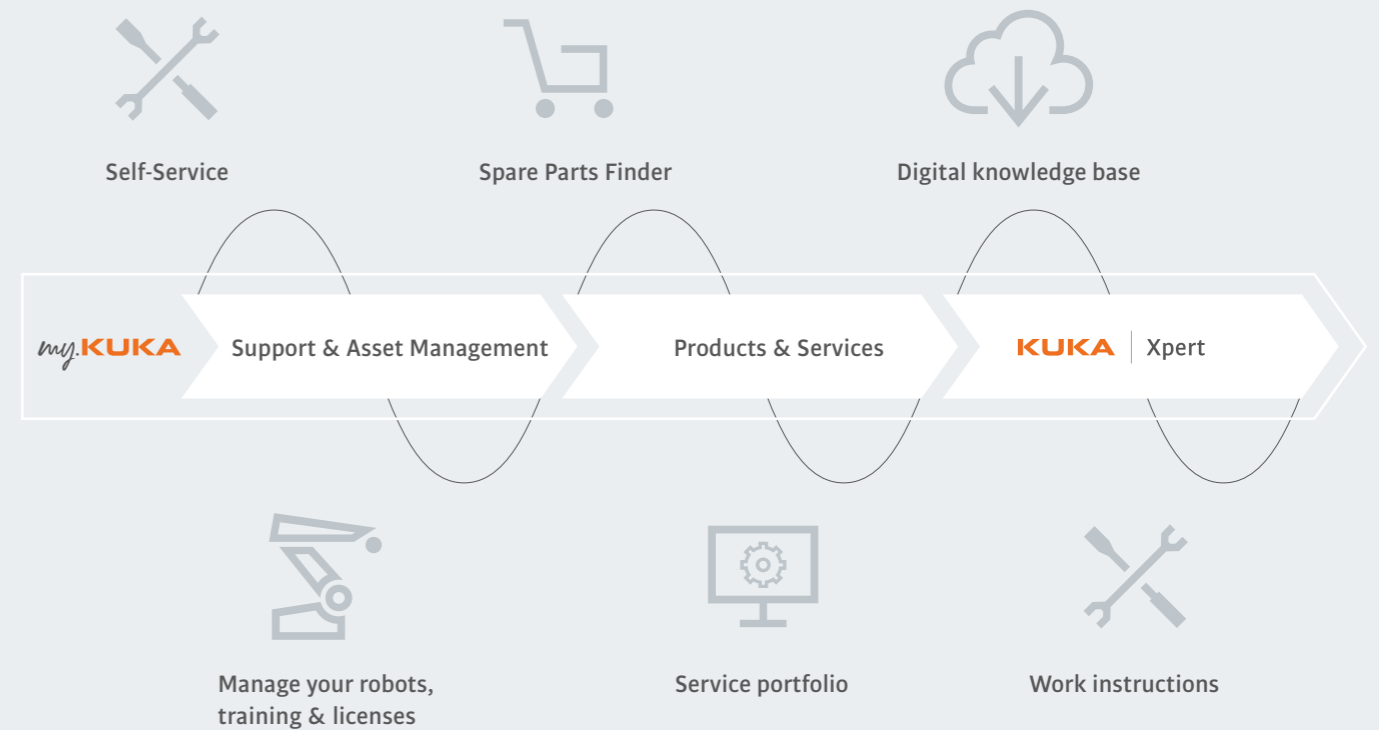 Self-Service
Spare Parts Finder
Digital knowledge base
my.KUKA
Support & Asset Management
Products & Services
KUKA | Xpert
Manage your robots,
training & licenses
Service portfolio
Work instructions